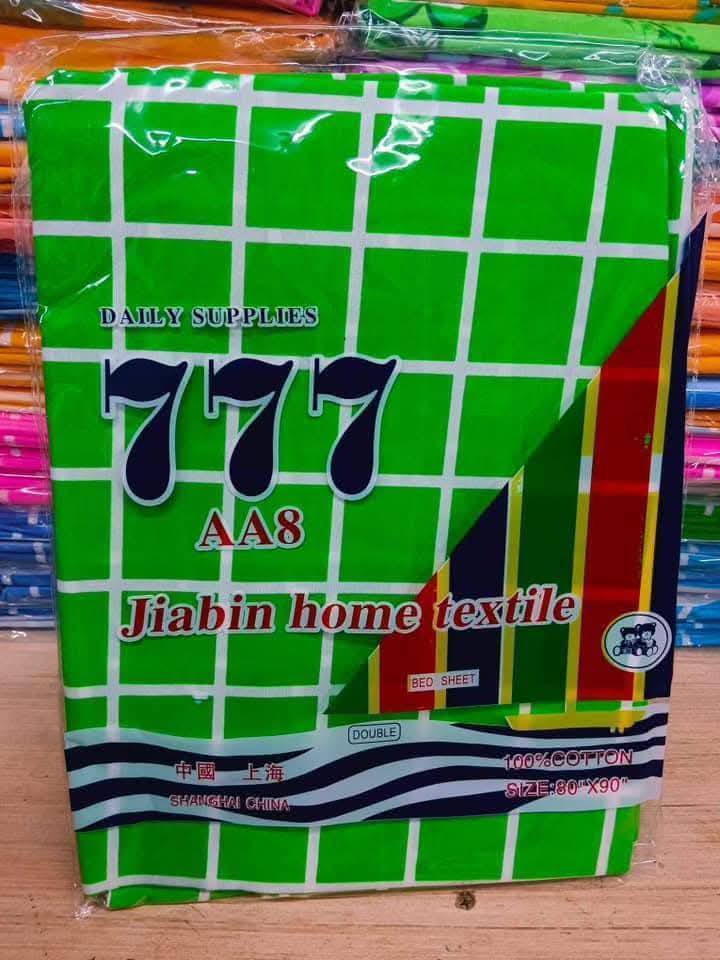 DAILY SUPPLIES
777
AA8
Jiabin home textile
BED SHEET
DOUBLE
中國 上海
SHANGHAI CHINA
100%COTTON
SIZE:80"X90"